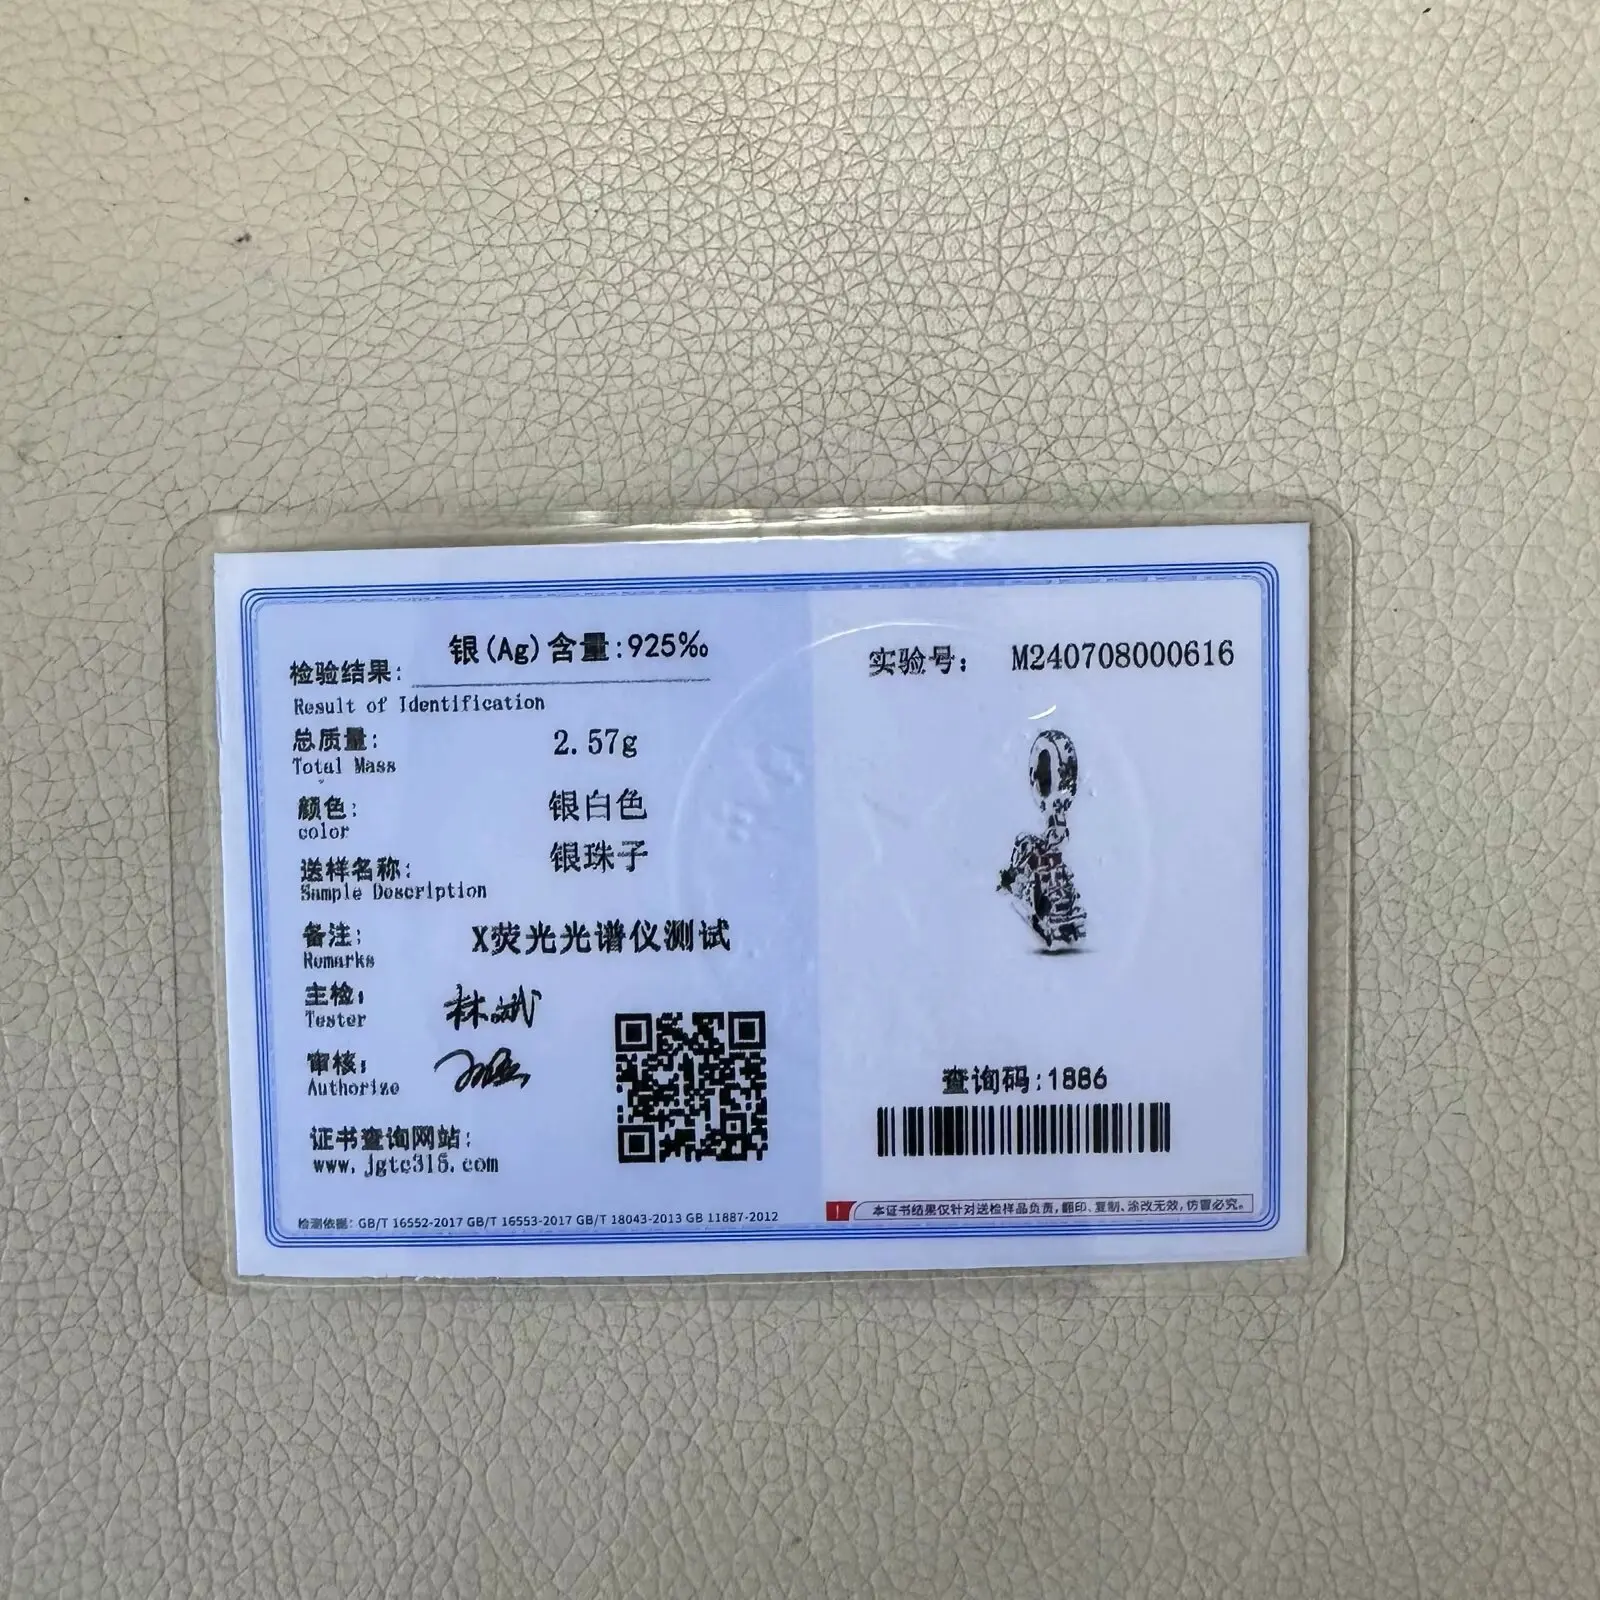 检验结果: 银(Ag)含量:925‰
Result of Identification
总质量: 2.57g
Total Mass
颜色: 银白色
color
送样名称: 银珠子
Sample Description
备注: X荧光光谱仪测试
Remarks
主检: 林斌
Tester
审核:
Authorize
证书查询网站:
www.jgtc315.com
检测依据: GB/T 16552-2017 GB/T 16553-2017 GB/T 18043-2013 GB 11887-2012
实验号: M240708000616
查询码:1886
! 本证书结果仅针对送检样品负责,翻印、复制、涂改无效,仿冒必究。